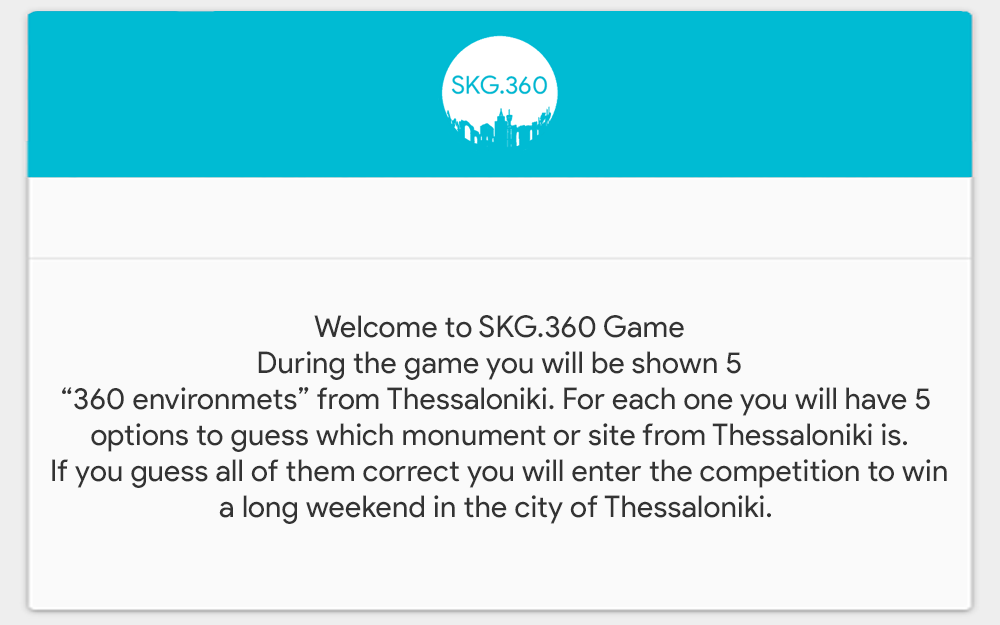 SKG.360
Welcome to SKG.360 Game
During the game you will be shown 5
“360 environmets” from Thessaloniki. For each one you will have 5
options to guess which monument or site from Thessaloniki is.
If you guess all of them correct you will enter the competition to win
a long weekend in the city of Thessaloniki.